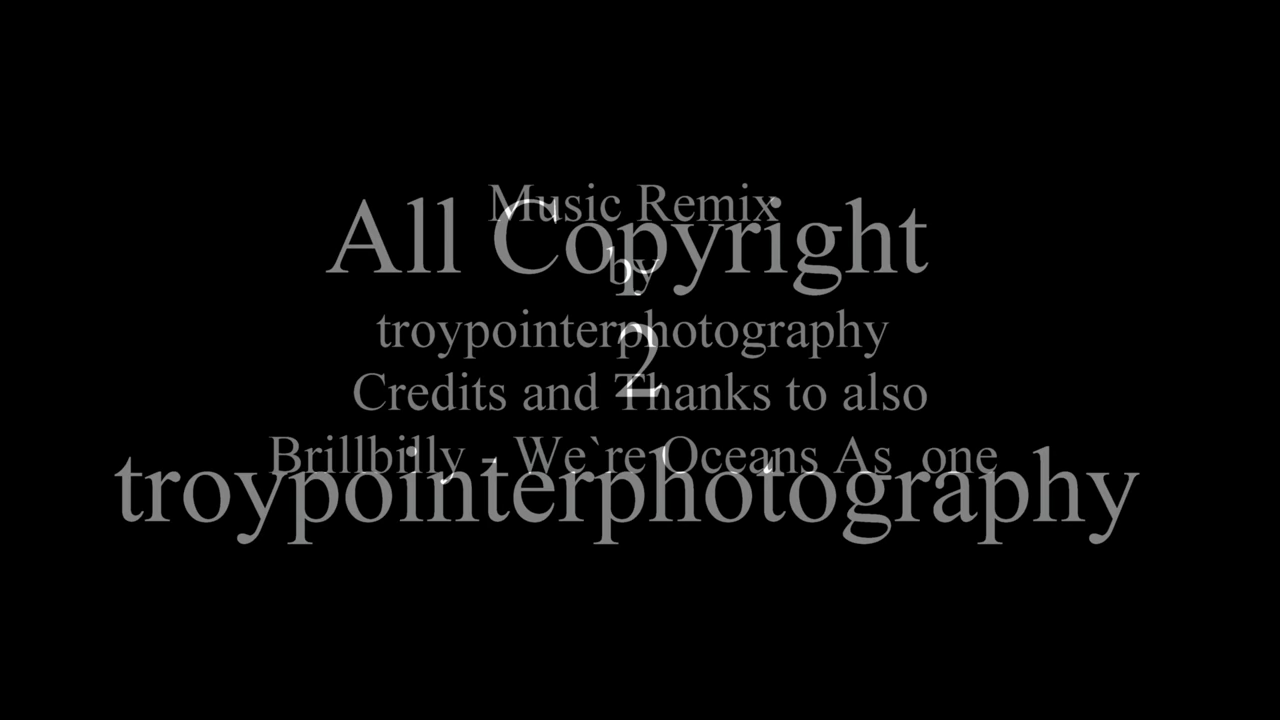 Music Remix
by
troypointerphotography
Credits and Thanks to also
Brillbilly - We`re Oceans As  one
All Copyright
2
troypointerphotography